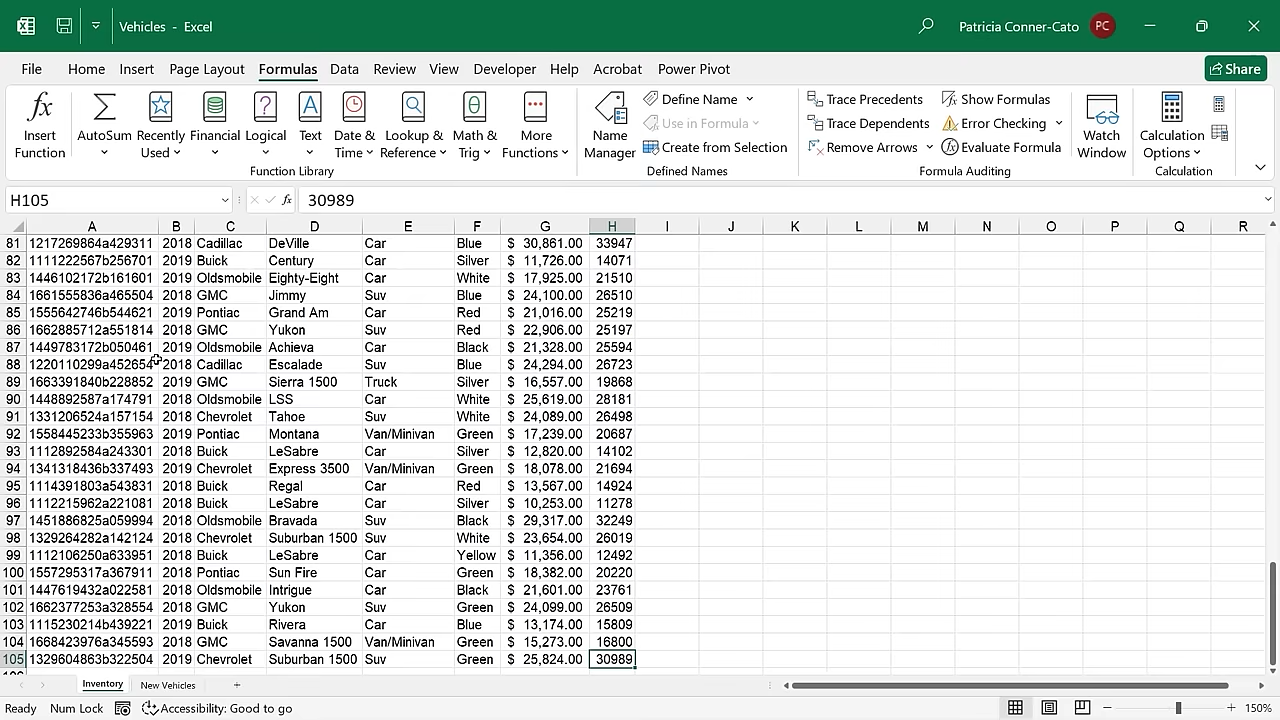 Vehicles - Excel
Patricia Conner-Cato PC
File Home Insert Page Layout Formulas Data Review View Developer Help Acrobat Power Pivot Share
Insert Function
AutoSum
Recently Used
Financial
Logical
Text
Date & Time
Lookup & Reference
Math & Trig
More Functions
Function Library
Name Manager
Define Name
Use in Formula
Create from Selection
Defined Names
Trace Precedents
Trace Dependents
Remove Arrows
Show Formulas
Error Checking
Evaluate Formula
Formula Auditing
Watch Window
Calculation Options
Calculation
H105 fx 30989
A B C D E F G H I J K L M N O P Q R
81 1217269864a429311 2018 Cadillac DeVille Car Blue $ 30,861.00 33947
82 1111222567b256701 2019 Buick Century Car Silver $ 11,726.00 14071
83 1446102172b161601 2019 Oldsmobile Eighty-Eight Car White $ 17,925.00 21510
84 1661555836a465504 2018 GMC Jimmy Suv Blue $ 24,100.00 26510
85 1555642746b544621 2019 Pontiac Grand Am Car Red $ 21,016.00 25219
86 1662885712a551814 2018 GMC Yukon Suv Red $ 22,906.00 25197
87 1449783172b050461 2019 Oldsmobile Achieva Car Black $ 21,328.00 25594
88 1220110299a452654 2018 Cadillac Escalade Suv Blue $ 24,294.00 26723
89 1663391840b228852 2019 GMC Sierra 1500 Truck Silver $ 16,557.00 19868
90 1448892587a174791 2018 Oldsmobile LSS Car White $ 25,619.00 28181
91 1331206524a157154 2018 Chevrolet Tahoe Suv White $ 24,089.00 26498
92 1558445233b355963 2019 Pontiac Montana Van/Minivan Green $ 17,239.00 20687
93 1112892584a243301 2018 Buick LeSabre Car Silver $ 12,820.00 14102
94 1341318436b337493 2019 Chevrolet Express 3500 Van/Minivan Green $ 18,078.00 21694
95 1114391803a543831 2018 Buick Regal Car Red $ 13,567.00 14924
96 1112215962a221081 2018 Buick LeSabre Car Silver $ 10,253.00 11278
97 1451886825a059994 2018 Oldsmobile Bravada Suv Black $ 29,317.00 32249
98 1329264282a142124 2018 Chevrolet Suburban 1500 Suv White $ 23,654.00 26019
99 1112106250a633951 2018 Buick LeSabre Car Yellow $ 11,356.00 12492
100 1557295317a367911 2018 Pontiac Sun Fire Car Green $ 18,382.00 20220
101 1447619432a022581 2018 Oldsmobile Intrigue Car Black $ 21,601.00 23761
102 1662377253a328554 2018 GMC Yukon Suv Green $ 24,099.00 26509
103 1115230214b439221 2019 Buick Rivera Car Blue $ 13,174.00 15809
104 1668423976a345593 2018 GMC Savanna 1500 Van/Minivan Green $ 15,273.00 16800
105 1329604863b322504 2019 Chevrolet Suburban 1500 Suv Green $ 25,824.00 30989
Inventory New Vehicles +
Ready Num Lock Accessibility: Good to go 150%